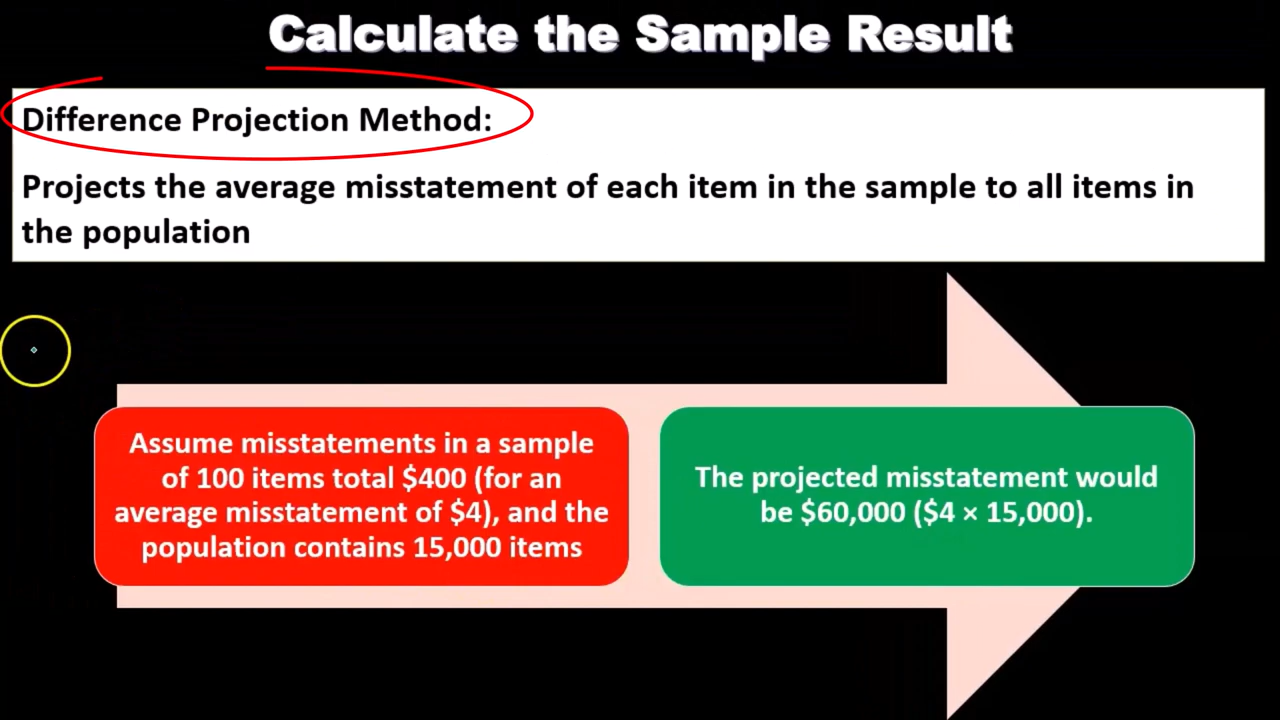 Calculate the Sample Result
Difference Projection Method:
Projects the average misstatement of each item in the sample to all items in
the population
Assume misstatements in a sample
of 100 items total $400 (for an
average misstatement of $4), and the
population contains 15,000 items
The projected misstatement would
be $60,000 ($4 × 15,000).